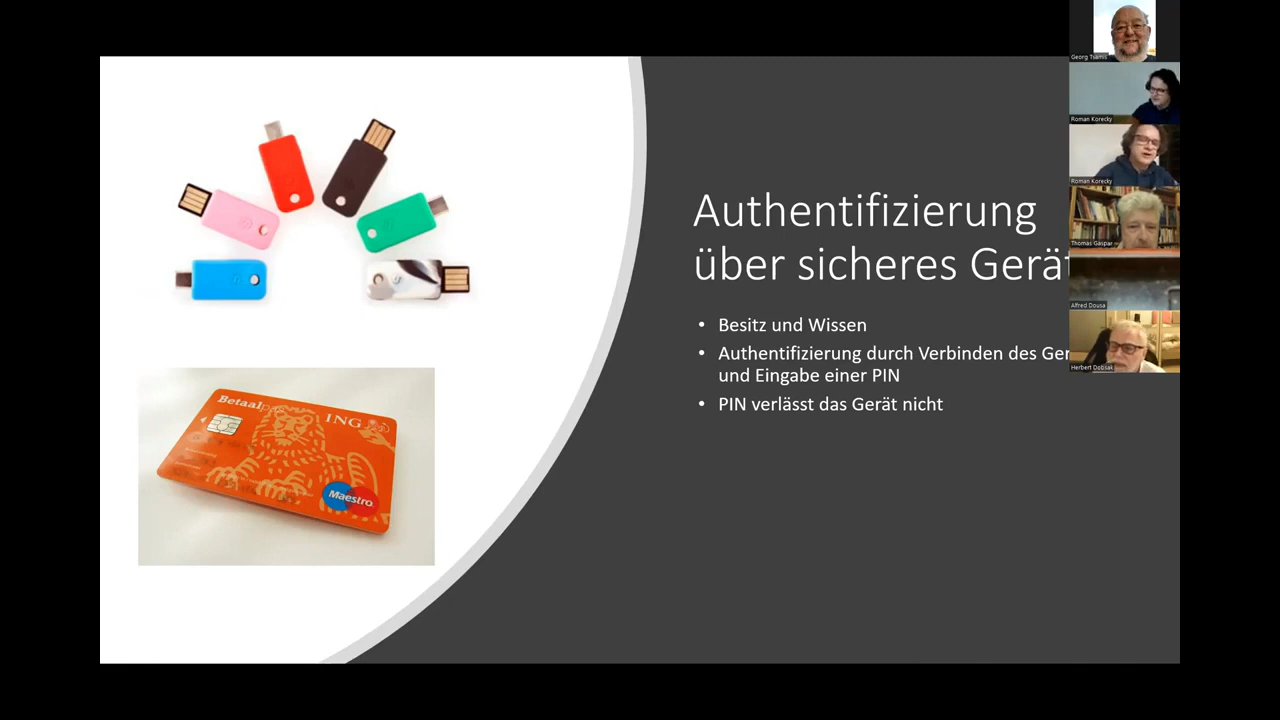 Authentifizierung
über sicheres Gerät
• Besitz und Wissen
• Authentifizierung durch Verbinden des Ger
und Eingabe einer PIN
• PIN verlässt das Gerät nicht
Betaalp
ING
Maestro
Georg Tsamis
Roman Korecky
Roman Korecky
Thomas Gaspar
Alfred Dousa
Herbert Dobsak